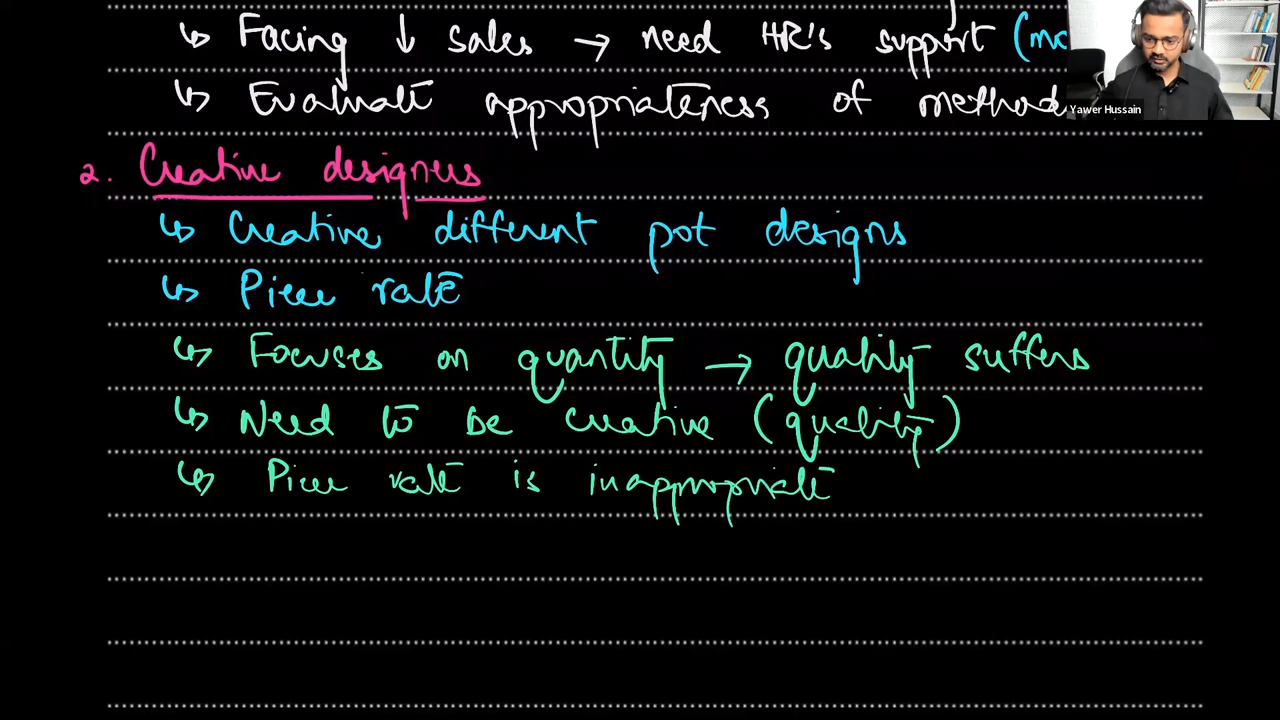 ↳ Facing ↓ sales → need HR's support (mo
↳ Evaluate appropriateness of method
Yawer Hussain
2. Creative designers
↳ Creative different pot designs
↳ Piece rate
↳ Focuses on quantity → quality suffers
↳ Need to be creative (quality)
↳ Piece rate is inappropriate